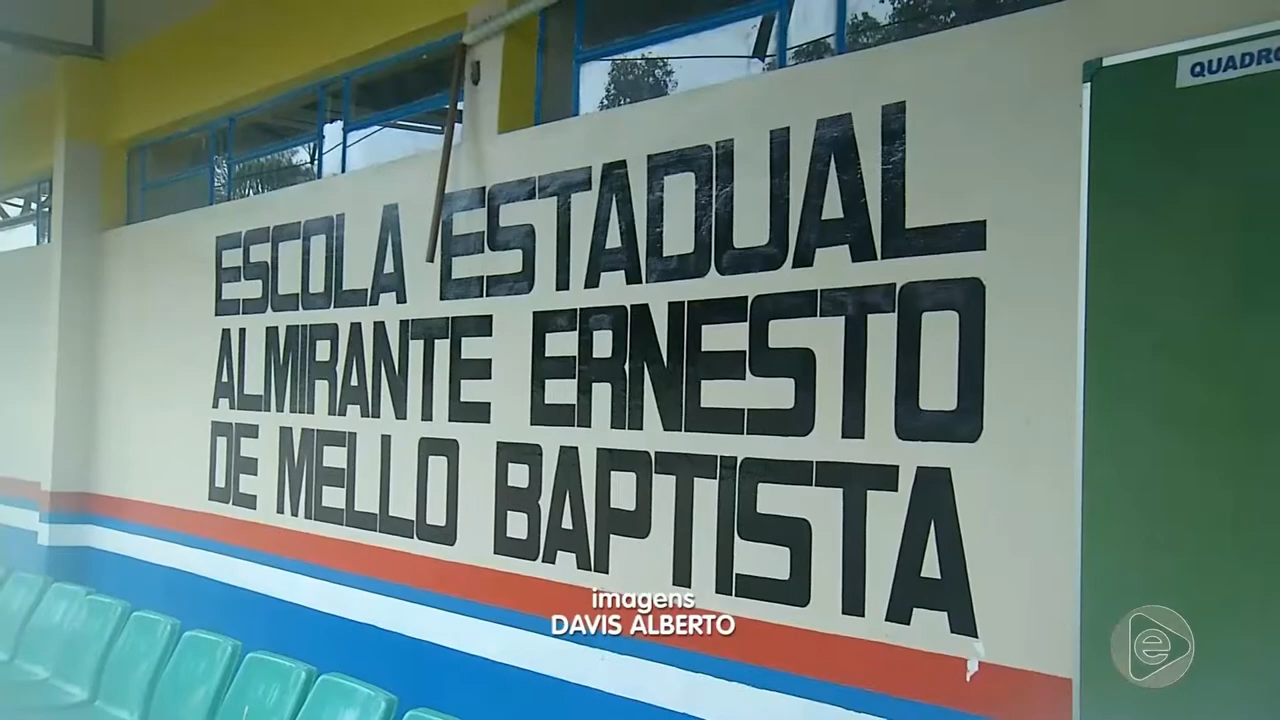 ESCOLA ESTADUAL
ALMIRANTE ERNESTO
DE MELLO BAPTISTA
QUADRO
imagens
DAVIS ALBERTO
e